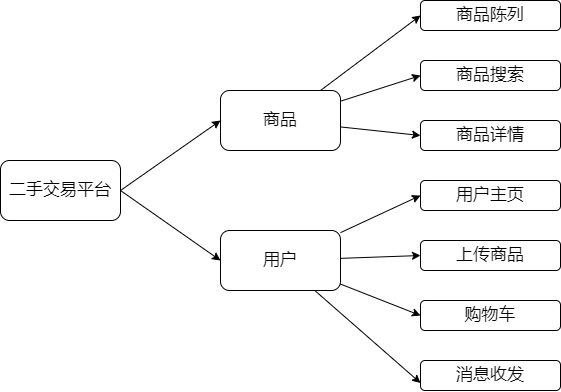 商品陈列
商品搜索
商品
商品详情
二手交易平台
用户主页
用户
上传商品
购物车
消息收发